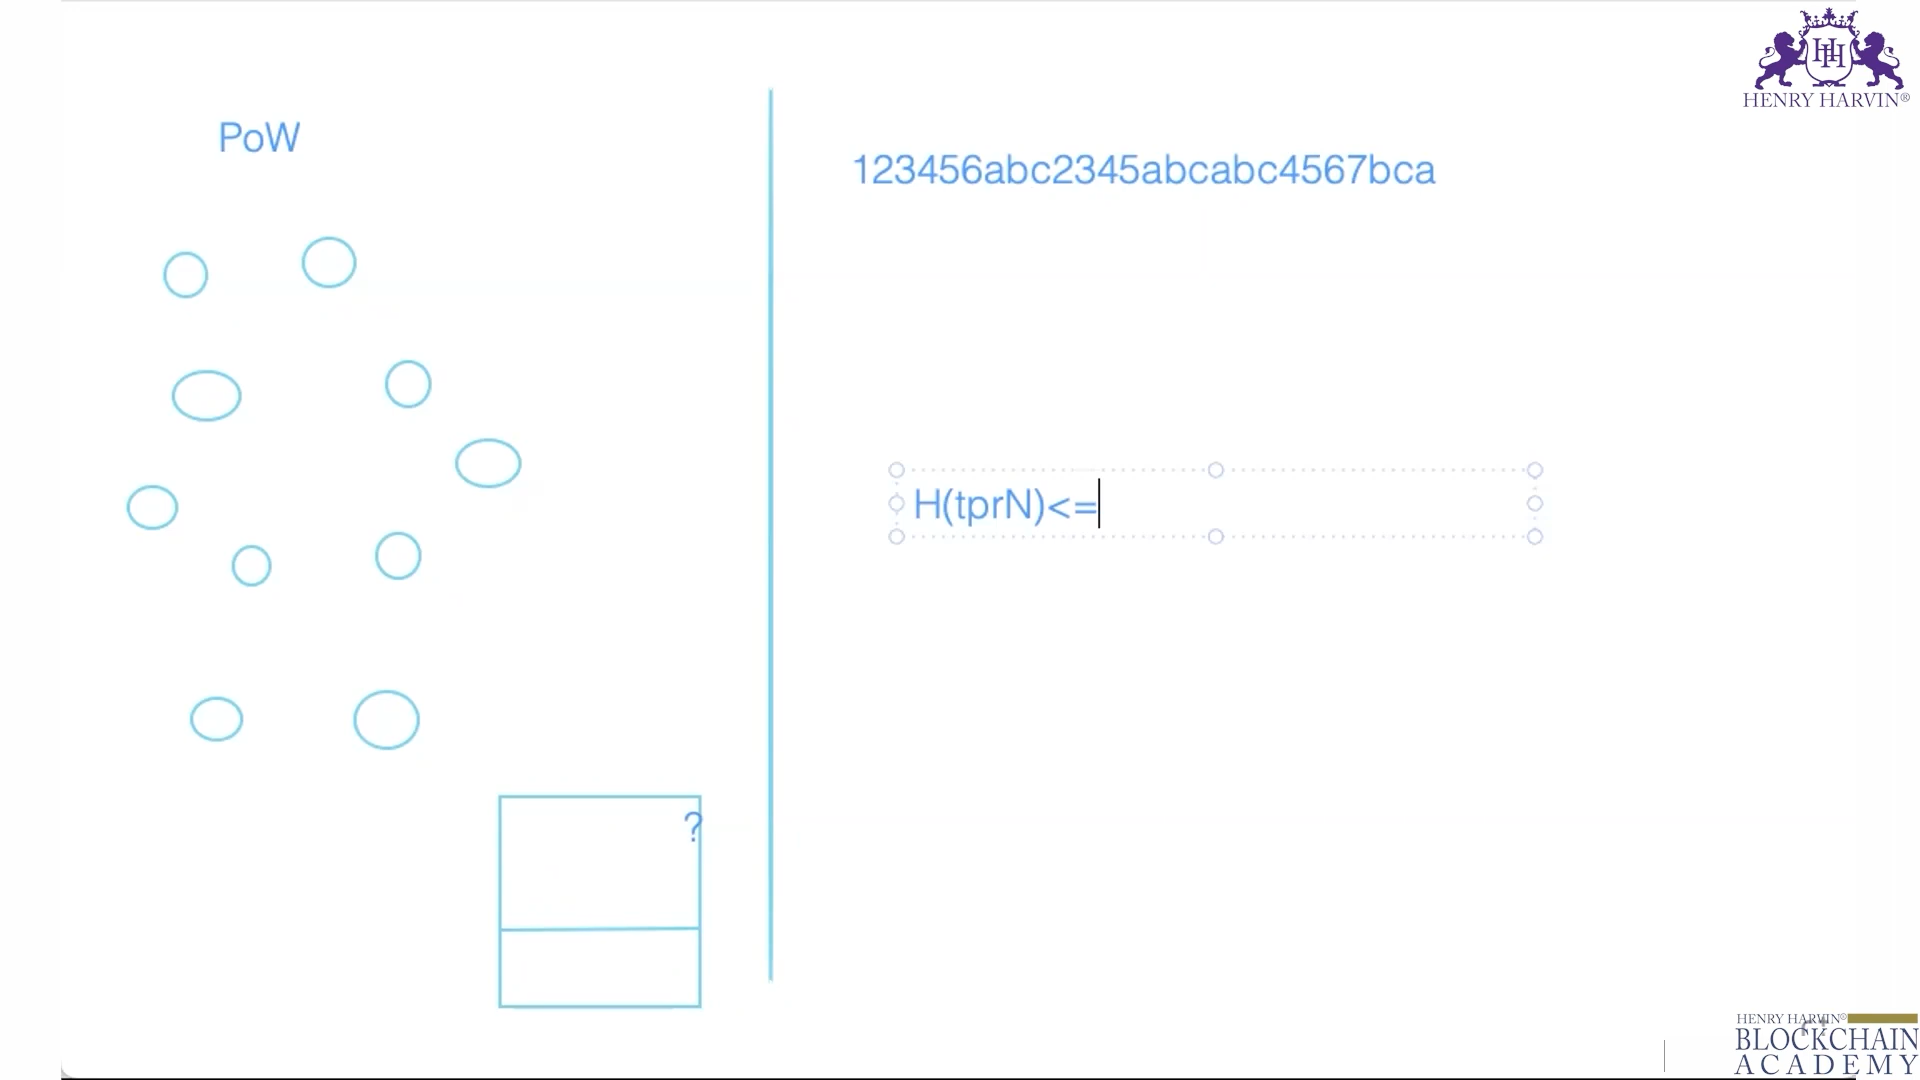 HENRY HARVIN®
PoW
123456abc2345abcabc4567bca
H(tprN)<=
?
HENRY HARVIN®
BLOCKCHAIN
ACADEMY